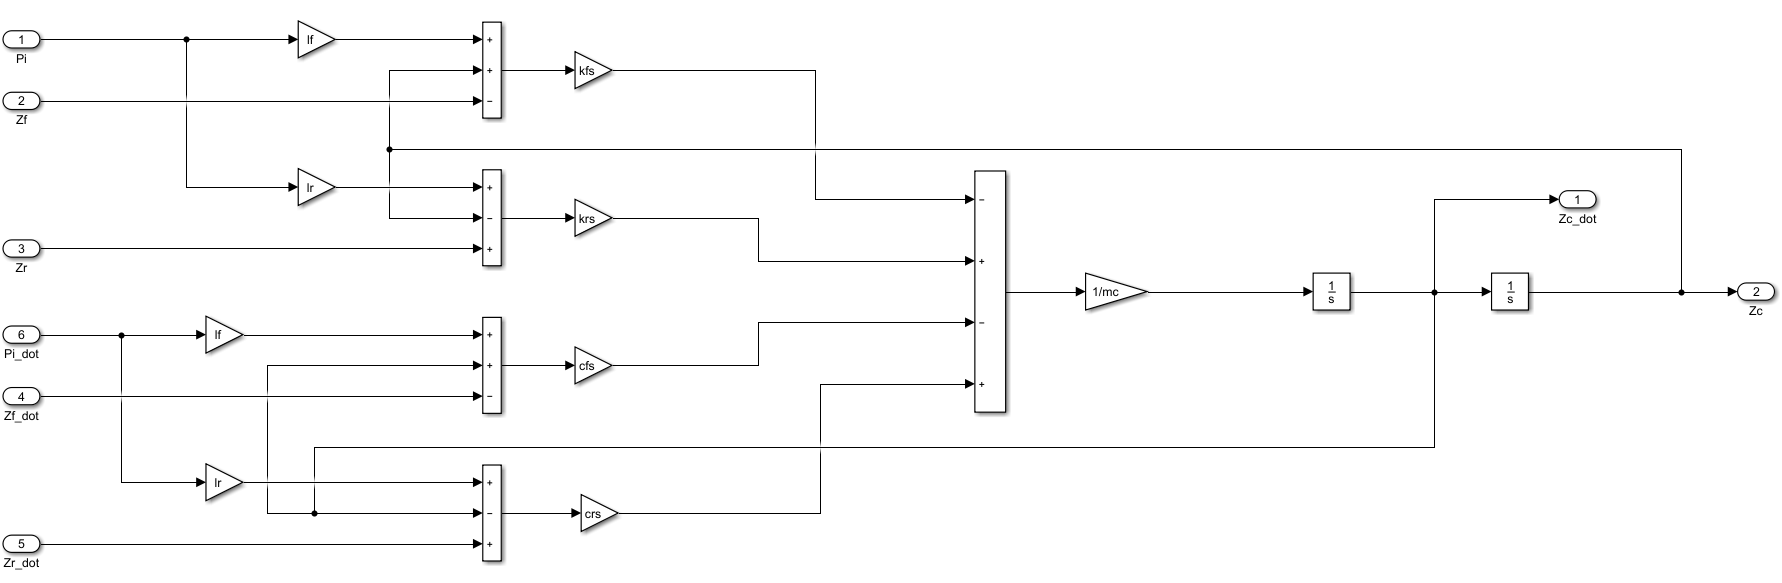 1
Pi
lf
+
+
−
kfs
2
Zf
lr
+
−
+
krs
3
Zr
−
+
−
+
1/mc
1
s
1
s
1
Zc_dot
2
Zc
6
Pi_dot
lf
+
+
−
cfs
4
Zf_dot
lr
+
−
+
crs
5
Zr_dot